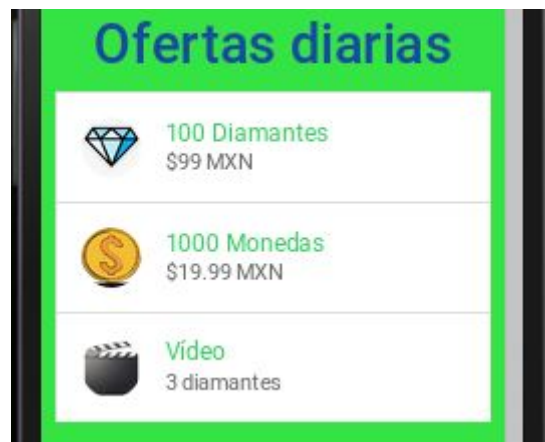 Ofertas diarias
100 Diamantes
$99 MXN
1000 Monedas
$19.99 MXN
Vídeo
3 diamantes